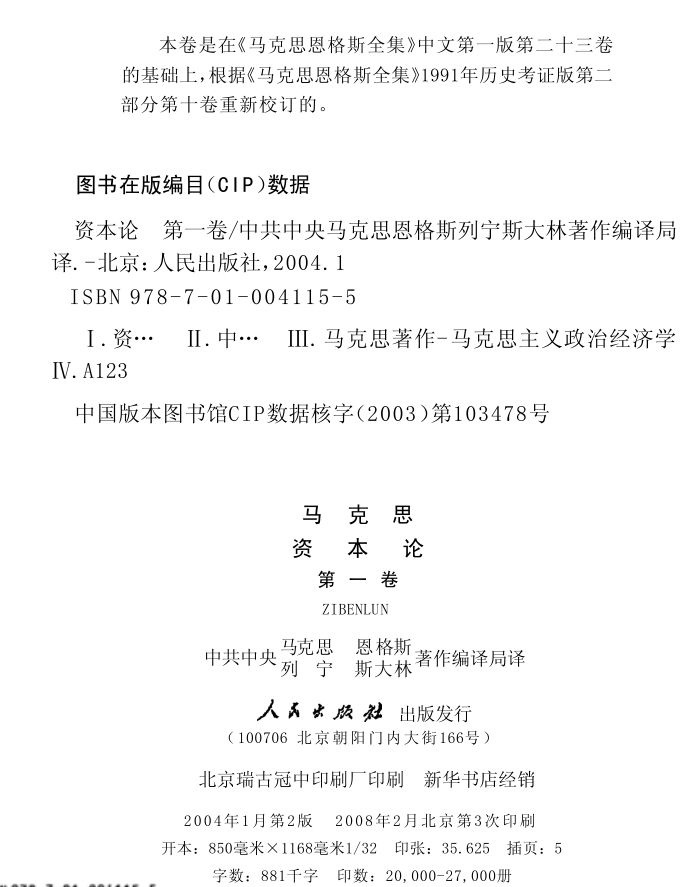 本卷是在《马克思恩格斯全集》中文第一版第二十三卷
的基础上,根据《马克思恩格斯全集》1991年历史考证版第二
部分第十卷重新校订的。
图书在版编目(CIP)数据
资本论 第一卷/中共中央马克思恩格斯列宁斯大林著作编译局
译.-北京:人民出版社,2004.1
ISBN 978-7-01-004115-5
Ⅰ.资… Ⅱ.中… Ⅲ.马克思著作-马克思主义政治经济学
Ⅳ.A123
中国版本图书馆CIP数据核字(2003)第103478号
马 克 思
资 本 论
第 一 卷
ZIBENLUN
中共中央 马克思 恩格斯 著作编译局译
列 宁 斯大林
人民出版社 出版发行
(100706 北京朝阳门内大街166号)
北京瑞古冠中印刷厂印刷 新华书店经销
2004年1月第2版 2008年2月北京第3次印刷
开本:850毫米×1168毫米1/32 印张:35.625 插页:5
字数:881千字 印数:20,000-27,000册